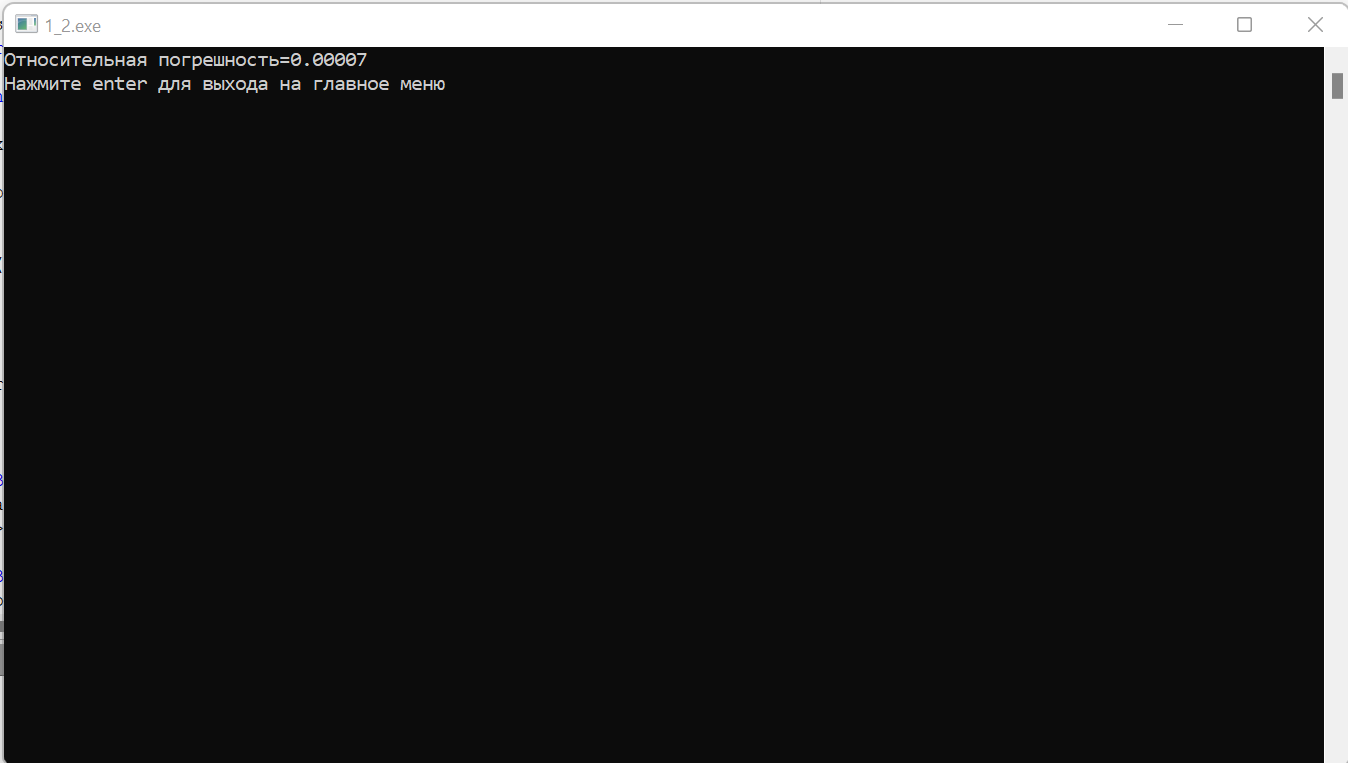 1_2.exe
Относительная погрешность=0.00007
Нажмите enter для выхода на главное меню